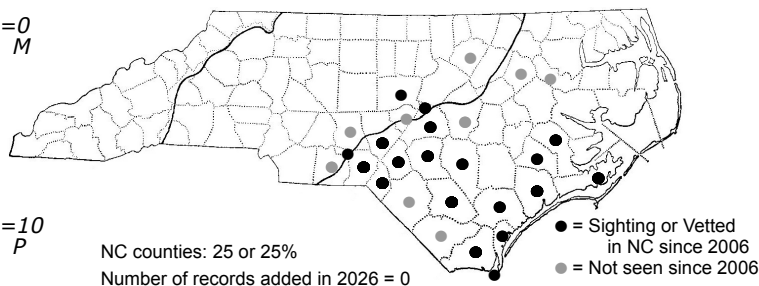 =0
M
=10
P
NC counties: 25 or 25%
Number of records added in 2026 = 0
= Sighting or Vetted
in NC since 2006
= Not seen since 2006